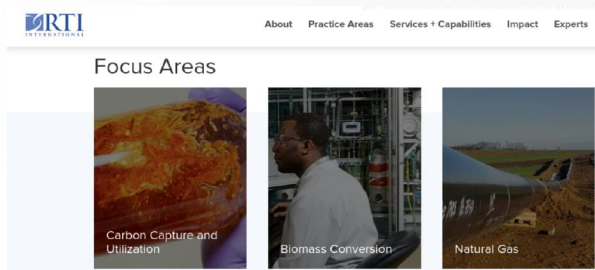 RTI
INTERNATIONAL
About Practice Areas Services + Capabilities Impact Experts
Focus Areas
Carbon Capture and
Utilization
Biomass Conversion
Natural Gas